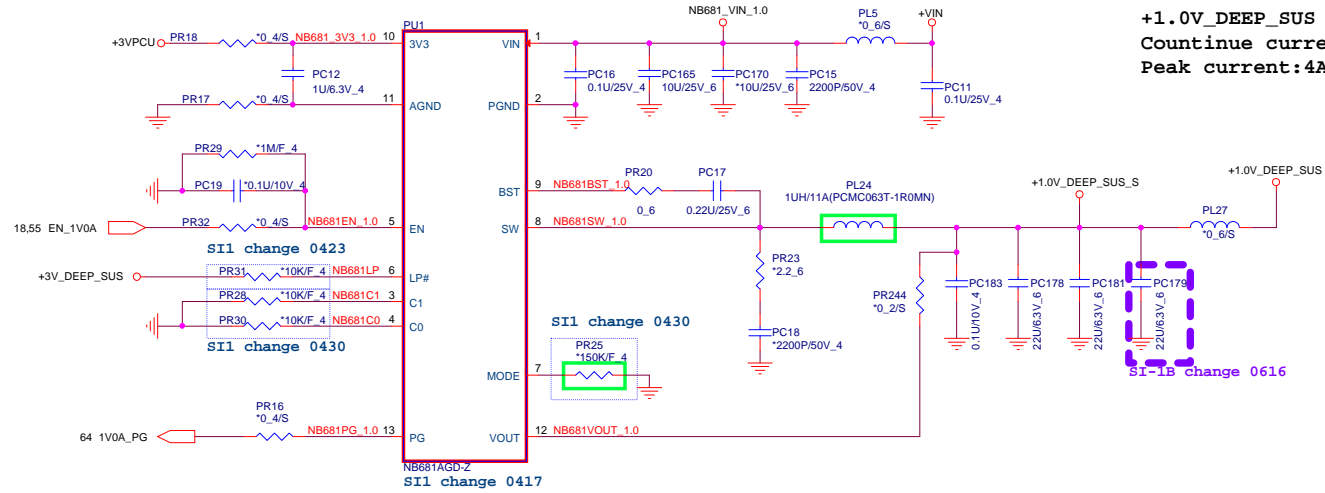 +1.0V_DEEP_SUS
Countinue curre
Peak current:4A
PU1
NB681AGD-Z
SI1 change 0417
+3VPCU
PR18
*0_4/S
NB681_3V3_1.0
10
3V3
PC12
1U/6.3V_4
PR17
*0_4/S
11
AGND
PR29
*1M/F_4
PC19
*0.1U/10V_4
18,55 EN_1V0A
PR32
*0_4/S
NB681EN_1.0
5
EN
SI1 change 0423
+3V_DEEP_SUS
PR31
*10K/F_4
NB681LP
6
LP#
PR28
*10K/F_4
NB681C1
3
C1
PR30
*10K/F_4
NB681C0
4
C0
SI1 change 0430
64 1V0A_PG
PR16
*0_4/S
NB681PG_1.0
13
PG
VIN
1
PGND
2
NB681_VIN_1.0
PC16
0.1U/25V_4
PC165
10U/25V_6
PC170
*10U/25V_6
PC15
2200P/50V_4
PL5
*0_6/S
+VIN
PC11
0.1U/25V_4
BST
9
NB681BST_1.0
PR20
0_6
PC17
0.22U/25V_6
SW
8
NB681SW_1.0
PL24
1UH/11A(PCMC063T-1R0MN)
PR23
*2.2_6
PC18
*2200P/50V_4
PR244
*0_2/S
PC183
0.1U/10V_4
PC178
22U/6.3V_6
PC181
22U/6.3V_6
PC179
22U/6.3V_6
SI-1B change 0616
+1.0V_DEEP_SUS_S
PL27
*0_6/S
+1.0V_DEEP_SUS
SI1 change 0430
PR25
*150K/F_4
MODE
7
VOUT
12
NB681VOUT_1.0